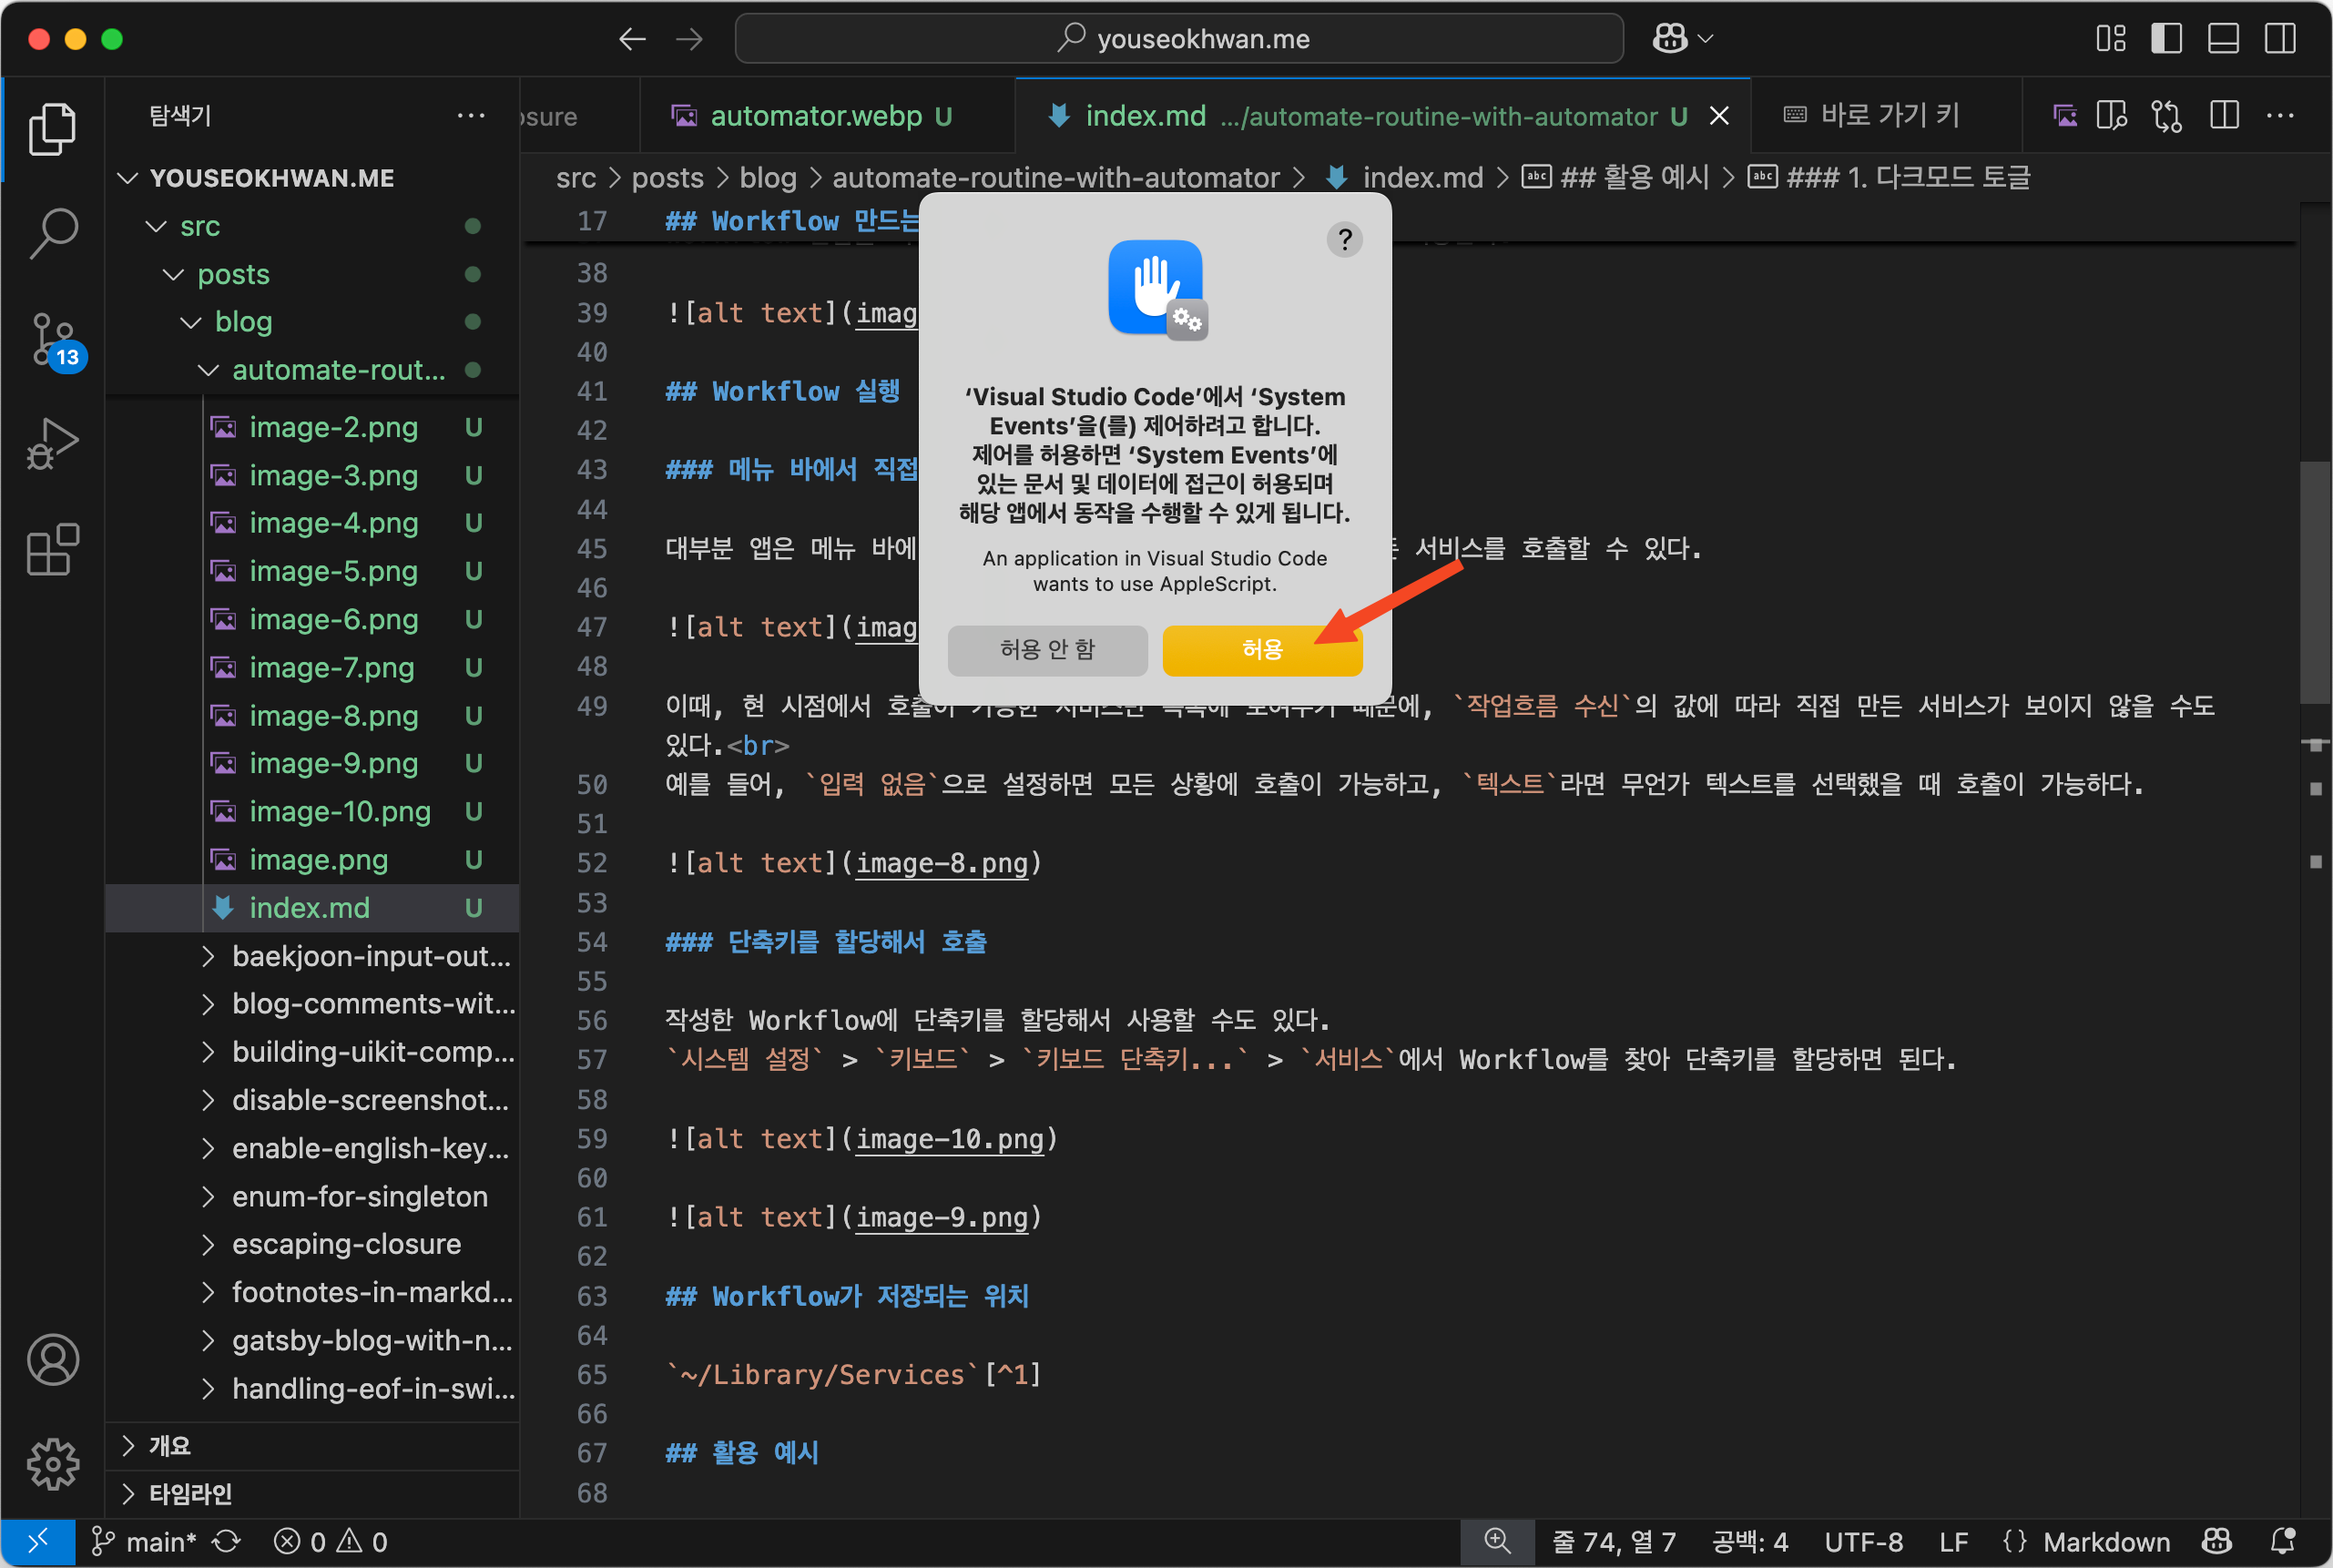 youseokhwan.me
탐색기
osure
automator.webp U
index.md .../automate-routine-with-automator U
바로 가기 키
src > posts > blog > automate-routine-with-automator > index.md > ## 활용 예시 > ### 1. 다크모드 토글
YOUSEOKHWAN.ME
src
posts
blog
automate-rout...
image-2.png U
image-3.png U
image-4.png U
image-5.png U
image-6.png U
image-7.png U
image-8.png U
image-9.png U
image-10.png U
image.png U
index.md U
baekjoon-input-out...
blog-comments-wit...
building-uikit-comp...
disable-screenshot...
enable-english-key...
enum-for-singleton
escaping-closure
footnotes-in-markd...
gatsby-blog-with-n...
handling-eof-in-swi...
개요
타임라인
13
17 ## Workflow 만드는
38
39 ![alt text](imag
40
41 ## Workflow 실행
42
43 ### 메뉴 바에서 직접
44
45 대부분 앱은 메뉴 바에 서비스를 호출할 수 있다.
46
47 ![alt text](imag
48
49 이때, 현 시점에서 때문에, `작업흐름 수신`의 값에 따라 직접 만든 서비스가 보이지 않을 수도
있다.<br>
50 예를 들어, `입력 없음`으로 설정하면 모든 상황에 호출이 가능하고, `텍스트`라면 무언가 텍스트를 선택했을 때 호출이 가능하다.
51
52 ![alt text](image-8.png)
53
54 ### 단축키를 할당해서 호출
55
56 작성한 Workflow에 단축키를 할당해서 사용할 수도 있다.
57 `시스템 설정` > `키보드` > `키보드 단축키...` > `서비스`에서 Workflow를 찾아 단축키를 할당하면 된다.
58
59 ![alt text](image-10.png)
60
61 ![alt text](image-9.png)
62
63 ## Workflow가 저장되는 위치
64
65 `~/Library/Services`[^1]
66
67 ## 활용 예시
68
?
‘Visual Studio Code’에서 ‘System
Events’을(를) 제어하려고 합니다.
제어를 허용하면 ‘System Events’에
있는 문서 및 데이터에 접근이 허용되며
해당 앱에서 동작을 수행할 수 있게 됩니다.
An application in Visual Studio Code
wants to use AppleScript.
허용 안 함
허용
main* 0 0
줄 74, 열 7 공백: 4 UTF-8 LF {} Markdown